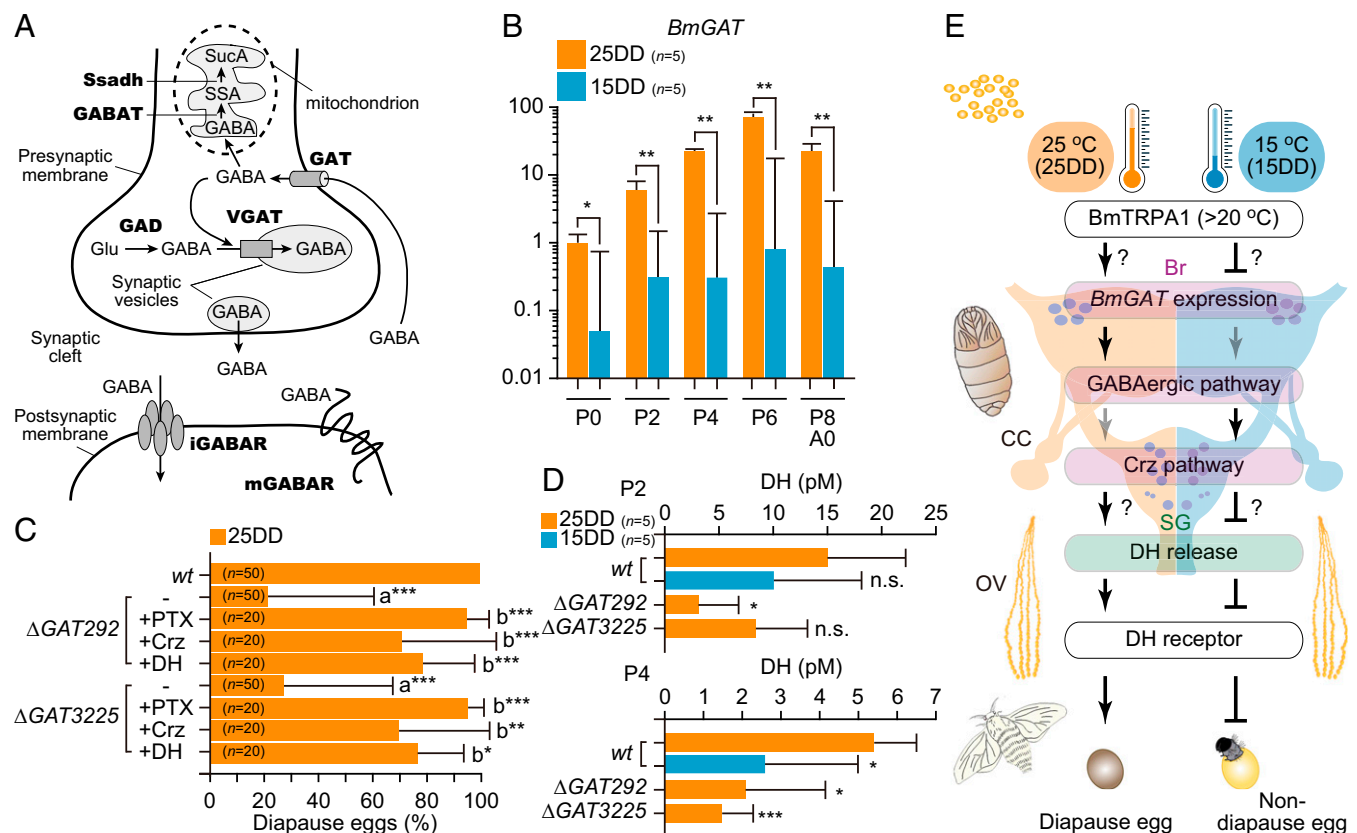 A
SucA
Ssadh
SSA
mitochondrion
GABAT
GABA
Presynaptic
membrane
GAT
GABA
GAD
VGAT
Glu
GABA
GABA
Synaptic
vesicles
GABA
Synaptic
cleft
GABA
GABA
GABA
GABA
Postsynaptic
membrane
iGABAR
mGABAR
B
BmGAT
25DD (n=5)
15DD (n=5)
100
10
1
0.1
0.01
*
**
**
**
**
P0
P2
P4
P6
P8
A0
C
25DD
wt
(n=50)
ΔGAT292
-
(n=50)
a***
+PTX
(n=20)
b***
+Crz
(n=20)
b***
+DH
(n=20)
b***
ΔGAT3225
-
(n=50)
a***
+PTX
(n=20)
b***
+Crz
(n=20)
b**
+DH
(n=20)
b*
0 20 40 60 80 100
Diapause eggs (%)
D
P2
DH (pM)
25DD (n=5)
15DD (n=5)
0 5 10 15 20 25
wt
n.s.
ΔGAT292
*
ΔGAT3225
n.s.
P4
DH (pM)
0 1 2 3 4 5 6 7
wt
*
ΔGAT292
*
ΔGAT3225
***
E
25 ºC
(25DD)
15 ºC
(15DD)
BmTRPA1 (>20 ºC)
?
?
Br
BmGAT expression
GABAergic pathway
CC
Crz pathway
?
?
SG
DH release
OV
DH receptor
Diapause egg
Non-
diapause egg